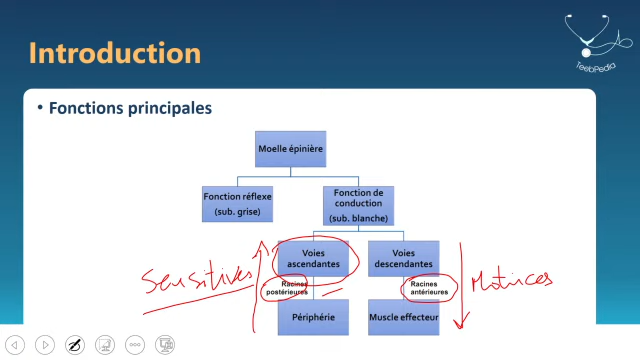 TeebPedia
Introduction
• Fonctions principales
Moelle épinière
Fonction réflexe
(sub. grise)
Fonction de
conduction
(sub. blanche)
Voies
ascendantes
Voies
descendantes
Sensitives
Racines
postérieures
Racines
antérieures
Motrices
Périphérie
Muscle effecteur